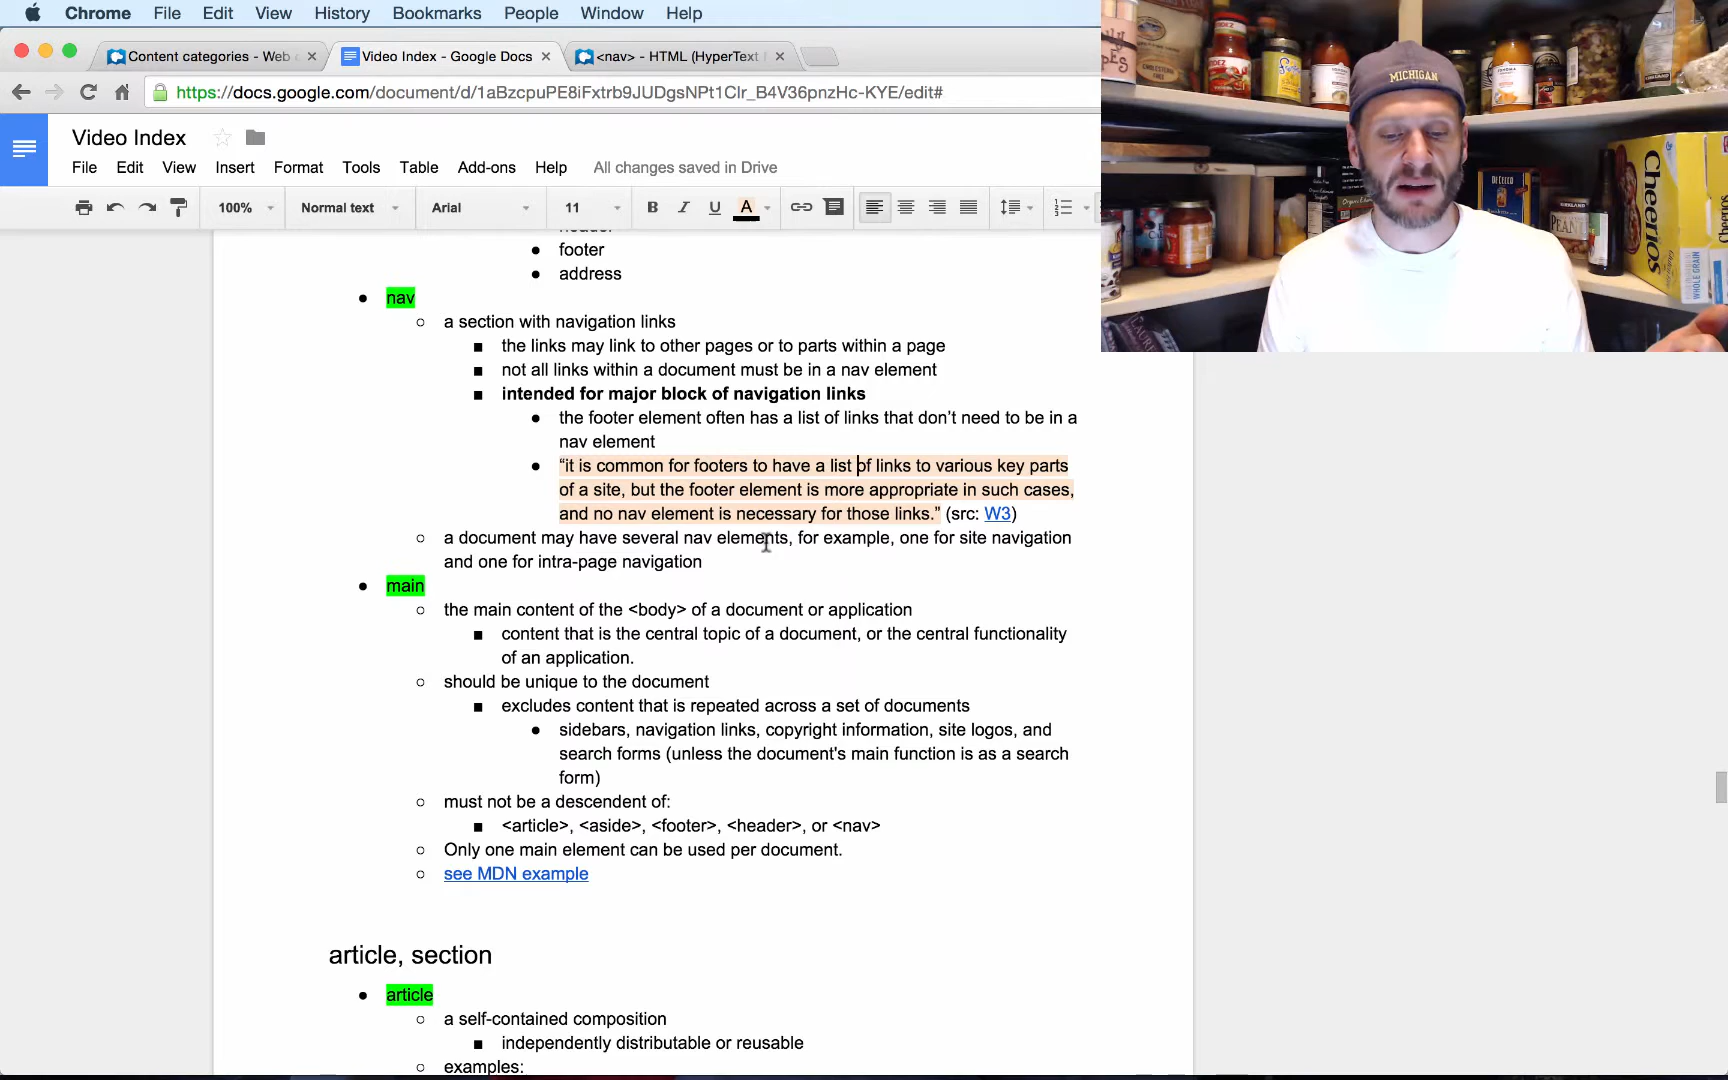 Chrome File Edit View History Bookmarks People Window Help
Content categories - Web
Video Index - Google Docs
<nav> - HTML (HyperText
https://docs.google.com/document/d/1aBzcpuPE8iFxtrb9JUDgsNPt1Clr_B4V36pnzHc-KYE/edit#
Video Index
File Edit View Insert Format Tools Table Add-ons Help All changes saved in Drive
100% Normal text Arial 11 B I U A
footer
address
nav
a section with navigation links
the links may link to other pages or to parts within a page
not all links within a document must be in a nav element
intended for major block of navigation links
the footer element often has a list of links that don’t need to be in a
nav element
“it is common for footers to have a list of links to various key parts
of a site, but the footer element is more appropriate in such cases,
and no nav element is necessary for those links.” (src: W3)
a document may have several nav elements, for example, one for site navigation
and one for intra-page navigation
main
the main content of the <body> of a document or application
content that is the central topic of a document, or the central functionality
of an application.
should be unique to the document
excludes content that is repeated across a set of documents
sidebars, navigation links, copyright information, site logos, and
search forms (unless the document's main function is as a search
form)
must not be a descendent of:
<article>, <aside>, <footer>, <header>, or <nav>
Only one main element can be used per document.
see MDN example
article, section
article
a self-contained composition
independently distributable or reusable
examples:
MICHIGAN
DE CECCO
KIRKLAND
PEANUT
Cheerios
WHOLE GRAIN